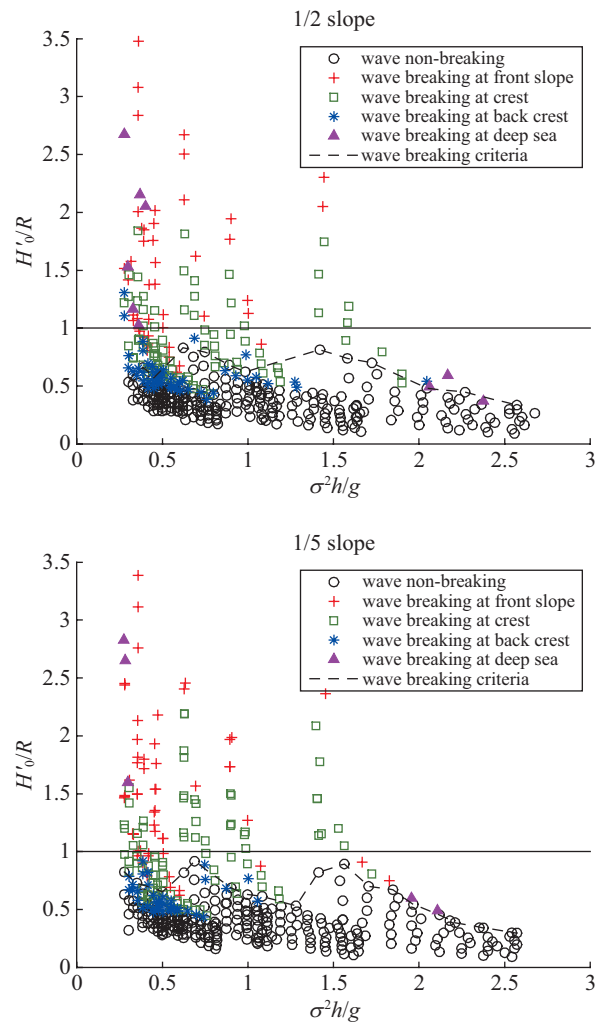 1/2 slope
3.5
3
2.5
2
1.5
1
0.5
0
H'₀/R
wave non-breaking
wave breaking at front slope
wave breaking at crest
wave breaking at back crest
wave breaking at deep sea
wave breaking criteria
0 0.5 1 1.5 2 2.5 3
σ²h/g
1/5 slope
3.5
3
2.5
2
1.5
1
0.5
0
H'₀/R
wave non-breaking
wave breaking at front slope
wave breaking at crest
wave breaking at back crest
wave breaking at deep sea
wave breaking criteria
0 0.5 1 1.5 2 2.5 3
σ²h/g